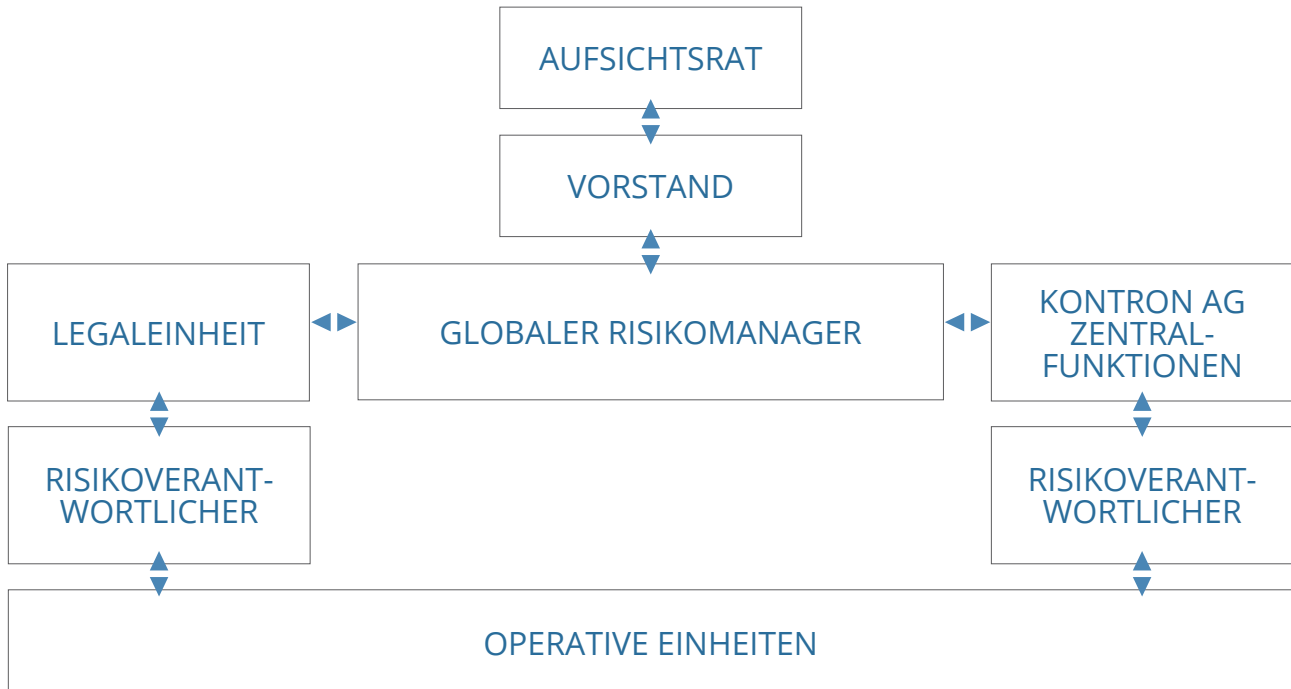 AUFSICHTSRAT
VORSTAND
LEGALEINHEIT
GLOBALER RISIKOMANAGER
KONTRON AG
ZENTRAL-
FUNKTIONEN
RISIKOVERANT-
WORTLICHER
RISIKOVERANT-
WORTLICHER
OPERATIVE EINHEITEN